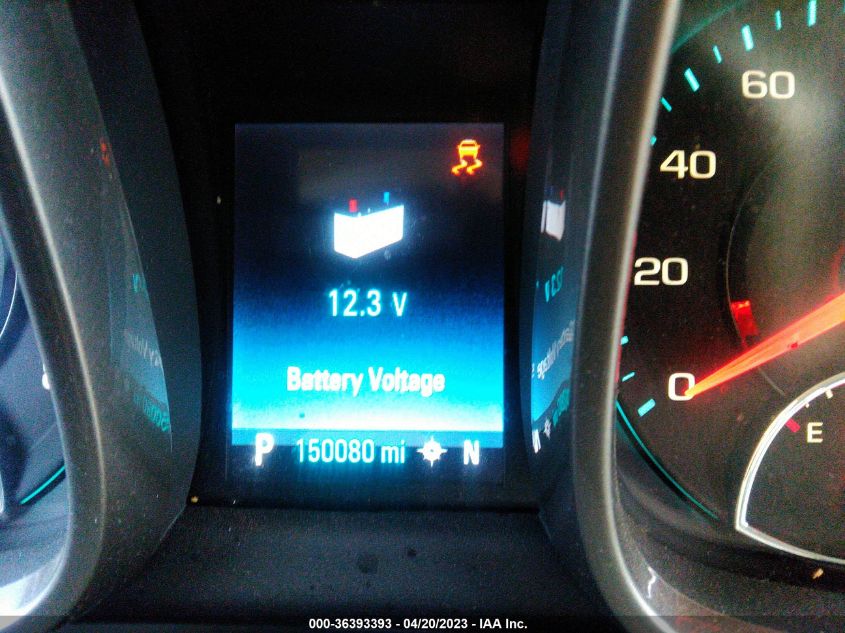 60
40
20
0
E
12.3 V
Battery Voltage
P 150080 mi N
000-36393393 - 04/20/2023 - IAA Inc.